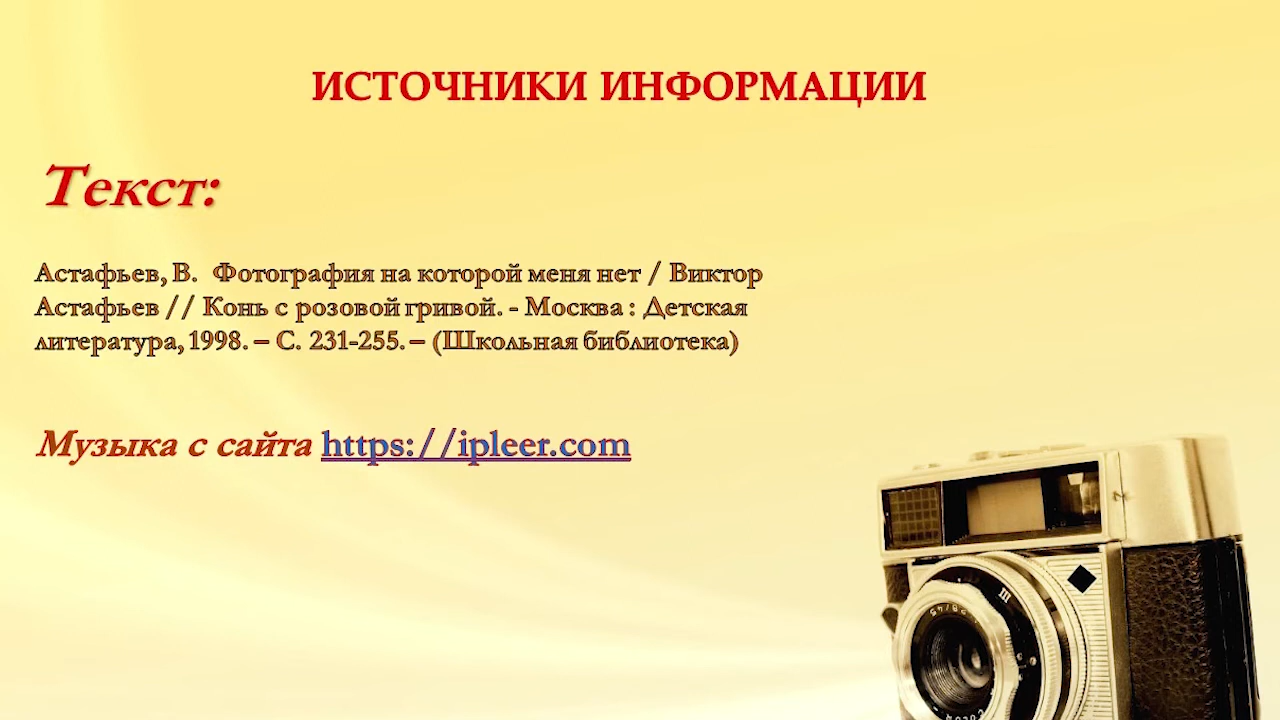 ИСТОЧНИКИ ИНФОРМАЦИИ
Текст:
Астафьев, В. Фотография на которой меня нет / Виктор
Астафьев // Конь с розовой гривой. - Москва : Детская
литература, 1998. – С. 231-255. – (Школьная библиотека)
Музыка с сайта https://ipleer.com